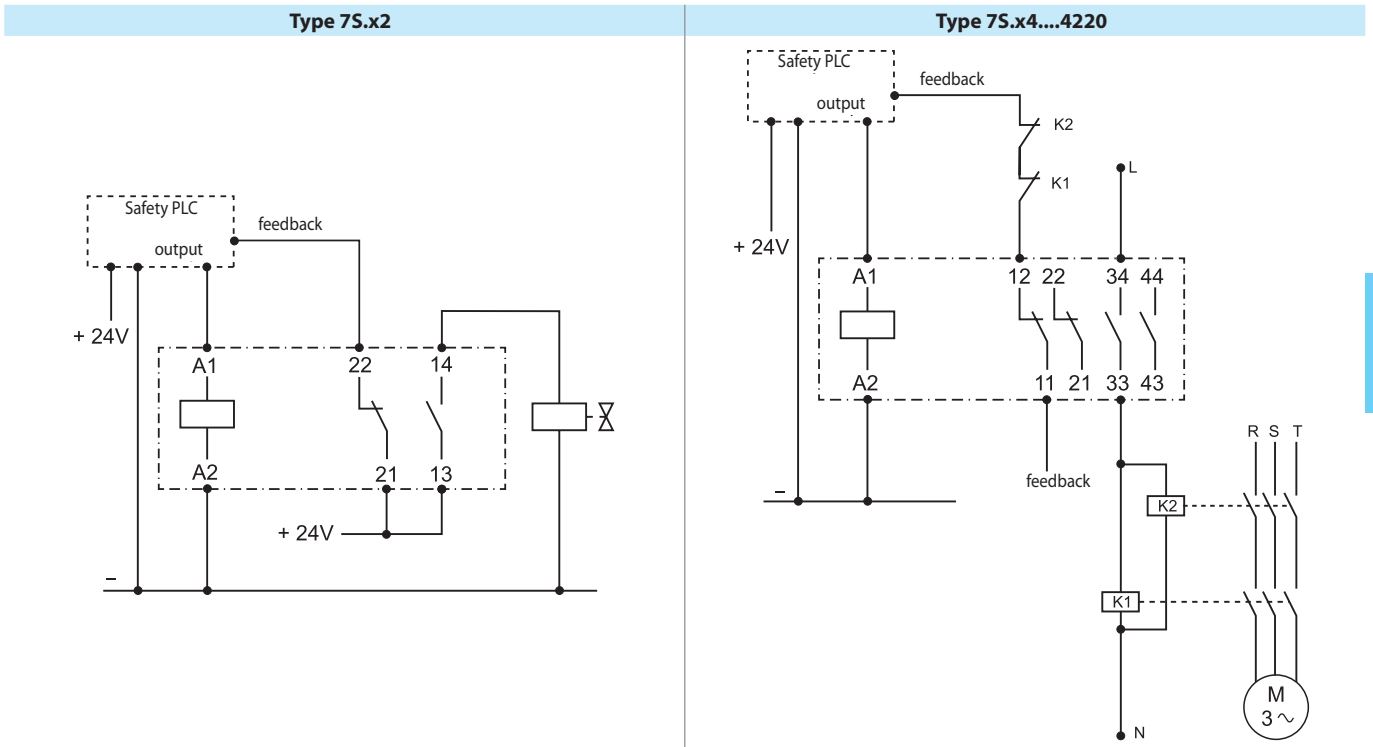 Type 7S.x2
Safety PLC
output
feedback
+ 24V
A1
22
14
A2
21
13
+ 24V
–
Type 7S.x4....4220
Safety PLC
output
feedback
K2
K1
L
+ 24V
A1
12
22
34
44
A2
11
21
33
43
feedback
–
R S T
K2
K1
M
3 ~
N